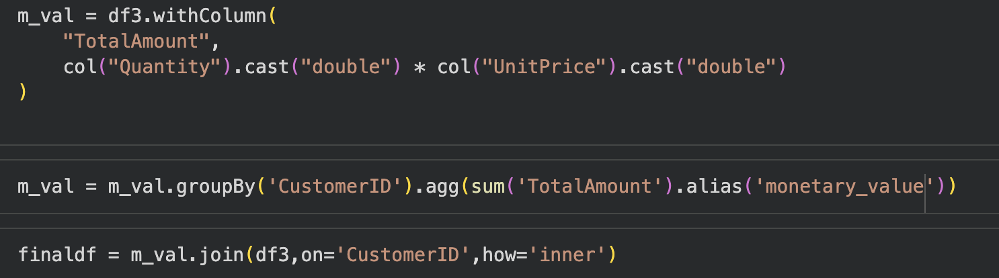 m_val = df3.withColumn(
    "TotalAmount",
    col("Quantity").cast("double") * col("UnitPrice").cast("double")
)
m_val = m_val.groupBy('CustomerID').agg(sum('TotalAmount').alias('monetary_value'))
finaldf = m_val.join(df3,on='CustomerID',how='inner')